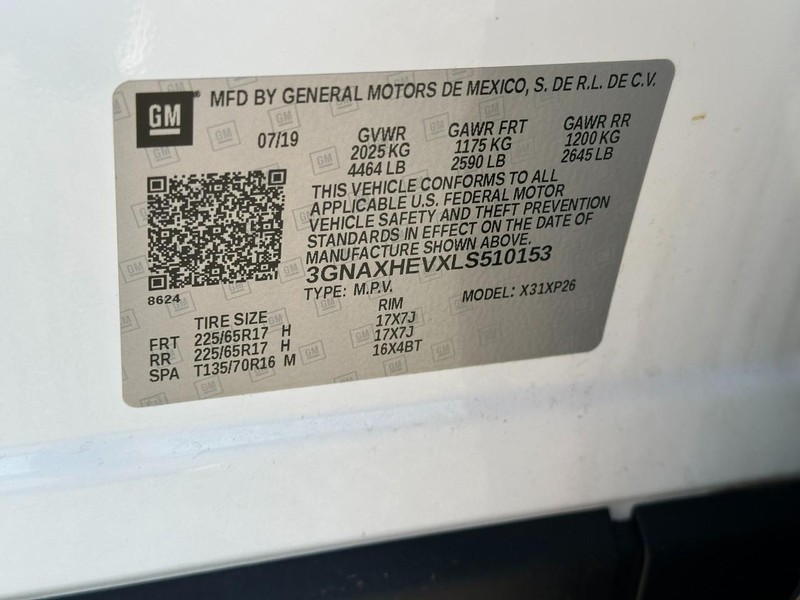 GM® MFD BY GENERAL MOTORS DE MEXICO, S. DE R.L. DE C.V.
07/19 GVWR GAWR FRT GAWR RR
2025 KG 1175 KG 1200 KG
4464 LB 2590 LB 2645 LB
THIS VEHICLE CONFORMS TO ALL
APPLICABLE U.S. FEDERAL MOTOR
VEHICLE SAFETY AND THEFT PREVENTION
STANDARDS IN EFFECT ON THE DATE OF
MANUFACTURE SHOWN ABOVE.
3GNAXHEVXLS510153
8624
TYPE: M.P.V. MODEL: X31XP26
TIRE SIZE RIM
FRT 225/65R17 H 17X7J
RR 225/65R17 H 17X7J
SPA T135/70R16 M 16X4BT